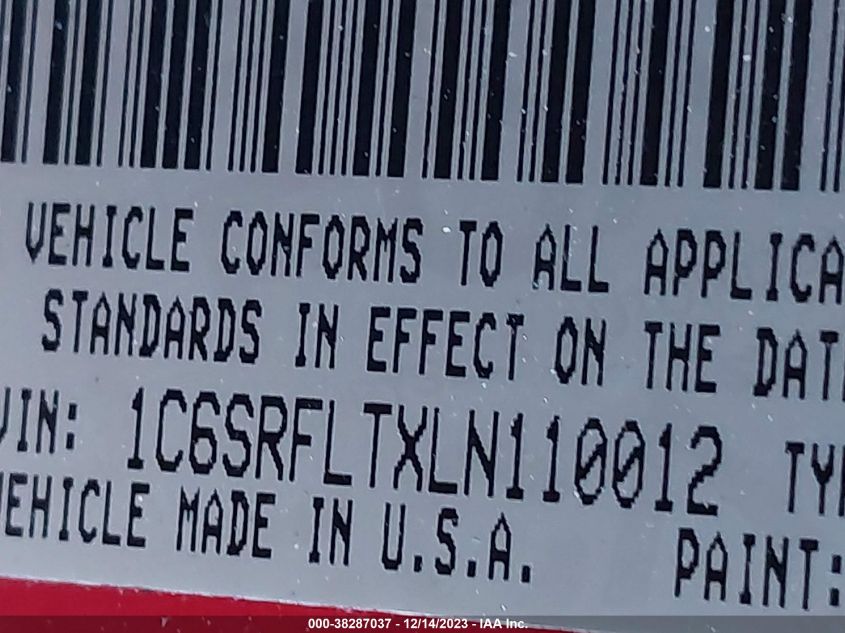 VEHICLE CONFORMS TO ALL APPLICA
STANDARDS IN EFFECT ON THE DAT
VIN: 1C6SRFLTXLN110012 TY
VEHICLE MADE IN U.S.A. PAINT:
000-38287037 - 12/14/2023 - IAA Inc.